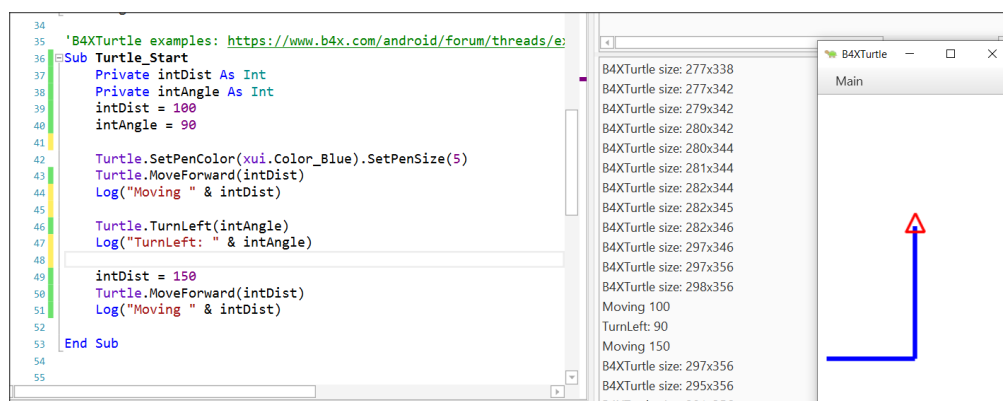 34
35 'B4XTurtle examples: https://www.b4x.com/android/forum/threads/ex
36 Sub Turtle_Start
37 Private intDist As Int
38 Private intAngle As Int
39 intDist = 100
40 intAngle = 90
41
42 Turtle.SetPenColor(xui.Color_Blue).SetPenSize(5)
43 Turtle.MoveForward(intDist)
44 Log("Moving " & intDist)
45
46 Turtle.TurnLeft(intAngle)
47 Log("TurnLeft: " & intAngle)
48
49 intDist = 150
50 Turtle.MoveForward(intDist)
51 Log("Moving " & intDist)
52
53 End Sub
54
55
B4XTurtle size: 277x338
B4XTurtle size: 277x342
B4XTurtle size: 279x342
B4XTurtle size: 280x342
B4XTurtle size: 280x344
B4XTurtle size: 281x344
B4XTurtle size: 282x344
B4XTurtle size: 282x345
B4XTurtle size: 282x346
B4XTurtle size: 297x346
B4XTurtle size: 297x356
B4XTurtle size: 298x356
Moving 100
TurnLeft: 90
Moving 150
B4XTurtle size: 297x356
B4XTurtle size: 295x356
B4XTurtle
Main